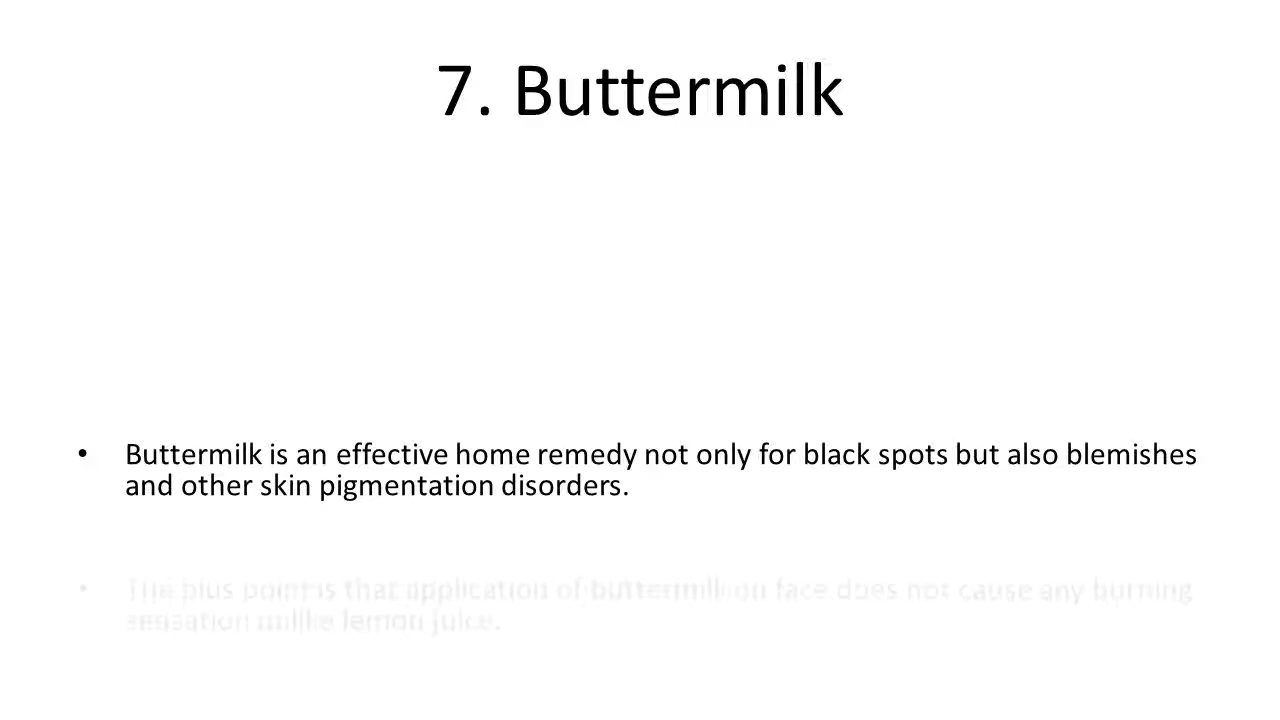 7. Buttermilk
• Buttermilk is an effective home remedy not only for black spots but also blemishes
and other skin pigmentation disorders.
• The plus point is that application of buttermilk on face does not cause any burning
sensation unlike lemon juice.